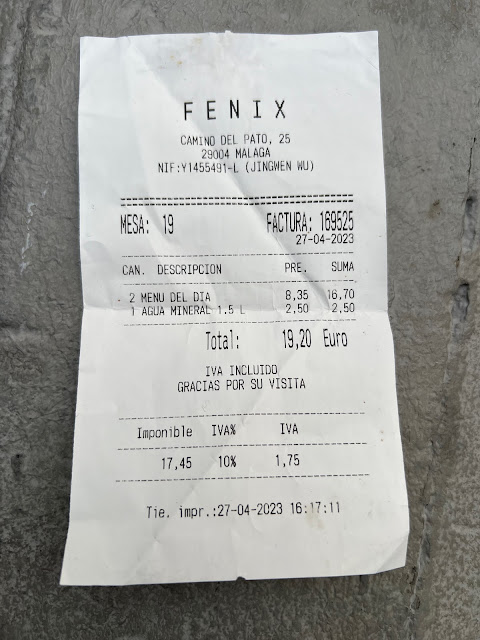 FENIX
CAMINO DEL PATO, 25
29004 MALAGA
NIF:Y1455491-L (JINGWEN WU)
MESA: 19 FACTURA: 169525
27-04-2023
CAN. DESCRIPCION PRE. SUMA
2 MENU DEL DIA 8,35 16,70
1 AGUA MINERAL 1.5 L 2,50 2,50
Total: 19,20 Euro
IVA INCLUIDO
GRACIAS POR SU VISITA
Imponible IVA% IVA
17,45 10% 1,75
Tie. impr.:27-04-2023 16:17:11